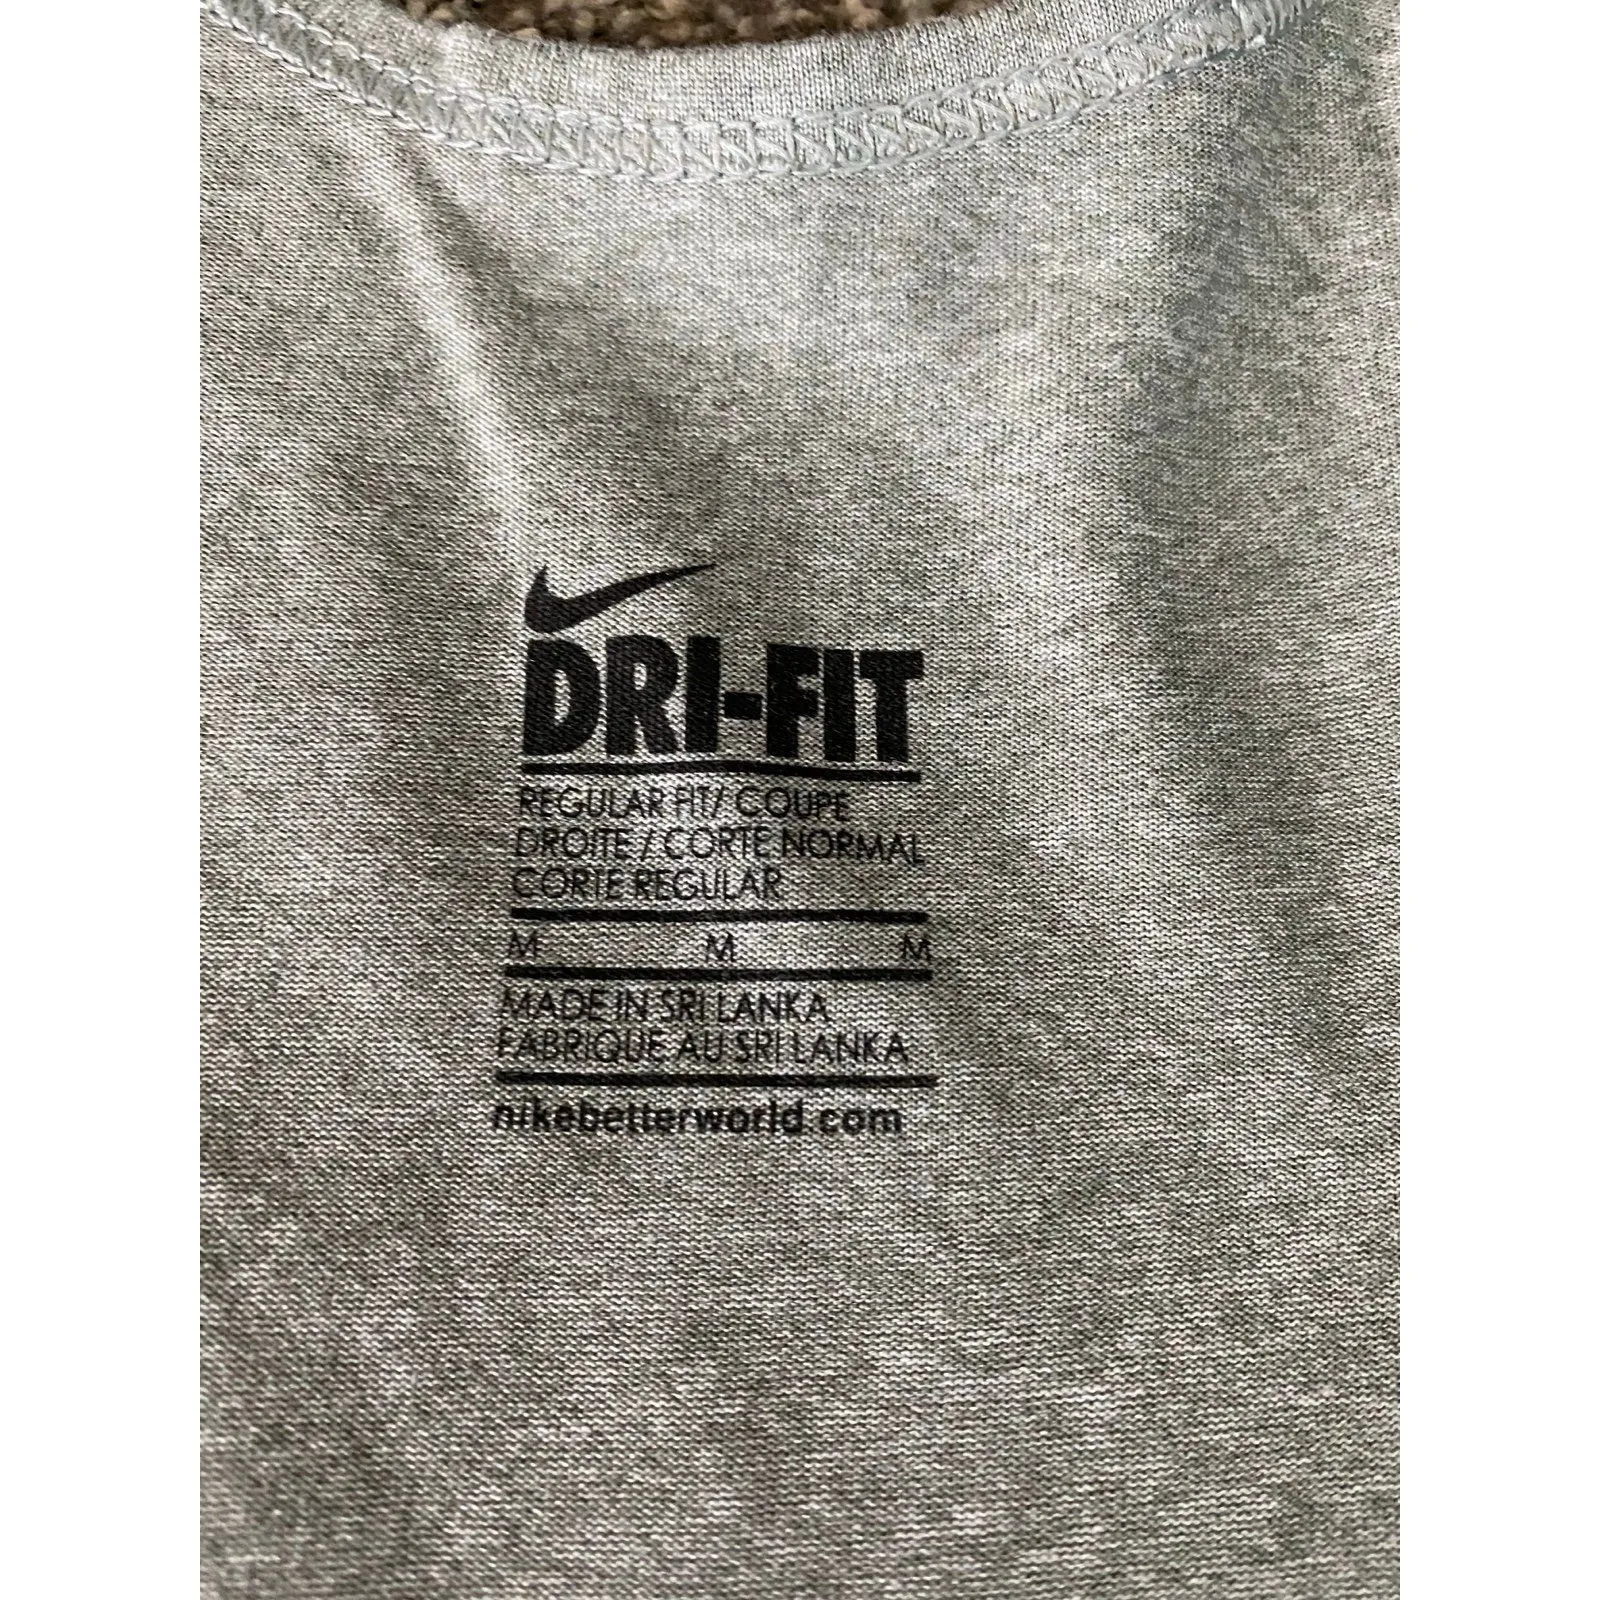 DRI-FIT
REGULAR FIT/ COUPE
DROITE / CORTE NORMAL
CORTE REGULAR
M M M
MADE IN SRI LANKA
FABRIQUE AU SRI LANKA
nikebetterworld.com